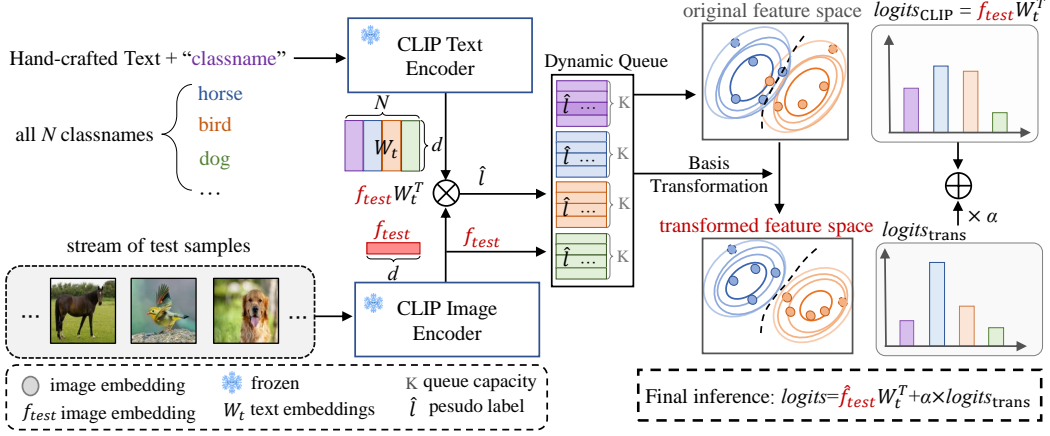 Hand-crafted Text + “classname”
all N classnames
horse
bird
dog
…
CLIP Text
Encoder
N
W_t
d
f_test W_t^T
l̂
f_test
d
f_test
stream of test samples
...
...
CLIP Image
Encoder
Dynamic Queue
l̂ ... K
l̂ ... K
l̂ ... K
l̂ ... K
original feature space
Basis
Transformation
transformed feature space
logits_CLIP = f_test W_t^T
× α
logits_trans
image embedding
frozen
K queue capacity
f_test image embedding
W_t text embeddings
l̂ pesudo label
Final inference: logits=f̂_test W_t^T+α×logits_trans